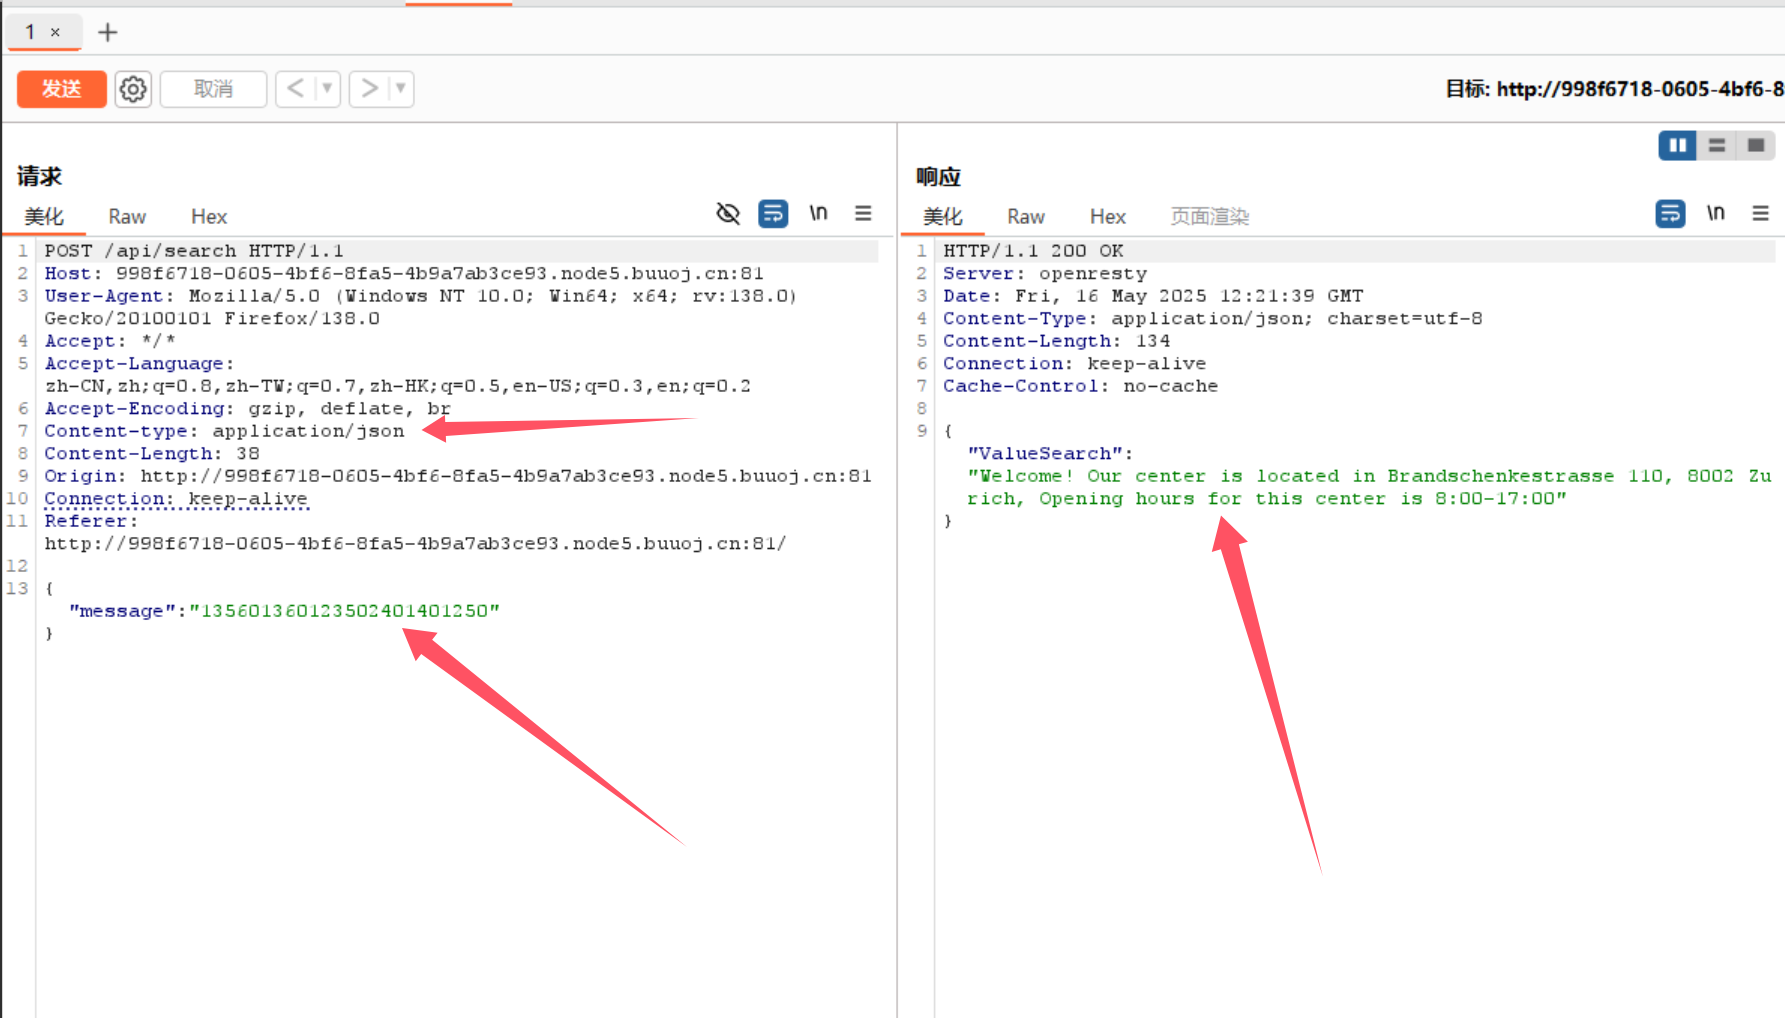 1 ×
发送
取消
目标: http://998f6718-0605-4bf6-8
请求
美化 Raw Hex
\n
1 POST /api/search HTTP/1.1
2 Host: 998f6718-0605-4bf6-8fa5-4b9a7ab3ce93.node5.buuoj.cn:81
3 User-Agent: Mozilla/5.0 (Windows NT 10.0; Win64; x64; rv:138.0)
Gecko/20100101 Firefox/138.0
4 Accept: */*
5 Accept-Language:
zh-CN,zh;q=0.8,zh-TW;q=0.7,zh-HK;q=0.5,en-US;q=0.3,en;q=0.2
6 Accept-Encoding: gzip, deflate, br
7 Content-type: application/json
8 Content-Length: 38
9 Origin: http://998f6718-0605-4bf6-8fa5-4b9a7ab3ce93.node5.buuoj.cn:81
10 Connection: keep-alive
11 Referer:
http://998f6718-0605-4bf6-8fa5-4b9a7ab3ce93.node5.buuoj.cn:81/
12
13 {
"message":"135601360123502401401250"
}
响应
美化 Raw Hex 页面渲染
\n
1 HTTP/1.1 200 OK
2 Server: openresty
3 Date: Fri, 16 May 2025 12:21:39 GMT
4 Content-Type: application/json; charset=utf-8
5 Content-Length: 134
6 Connection: keep-alive
7 Cache-Control: no-cache
8
9 {
"ValueSearch":
"Welcome! Our center is located in Brandschenkestrasse 110, 8002 Zu
rich, Opening hours for this center is 8:00-17:00"
}